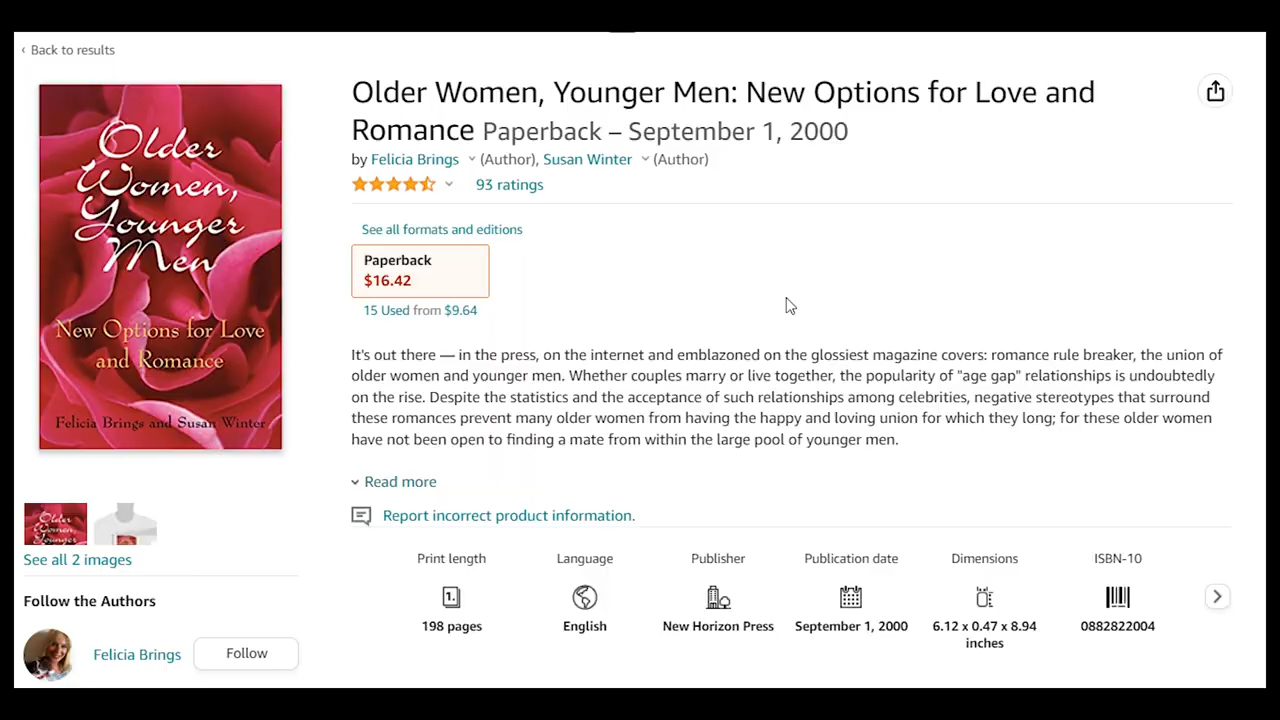 ‹ Back to results
Older
Women,
Younger
Men
New Options for Love
and Romance
Felicia Brings and Susan Winter
Older
Women,
Younger
See all 2 images
Follow the Authors
Felicia Brings
Follow
Older Women, Younger Men: New Options for Love and
Romance Paperback – September 1, 2000
by Felicia Brings (Author), Susan Winter (Author)
93 ratings
See all formats and editions
Paperback
$16.42
15 Used from $9.64
It's out there — in the press, on the internet and emblazoned on the glossiest magazine covers: romance rule breaker, the union of
older women and younger men. Whether couples marry or live together, the popularity of "age gap" relationships is undoubtedly
on the rise. Despite the statistics and the acceptance of such relationships among celebrities, negative stereotypes that surround
these romances prevent many older women from having the happy and loving union for which they long; for these older women
have not been open to finding a mate from within the large pool of younger men.
Read more
Report incorrect product information.
Print length
1.
198 pages
Language
English
Publisher
New Horizon Press
Publication date
September 1, 2000
Dimensions
6.12 x 0.47 x 8.94
inches
ISBN-10
0882822004